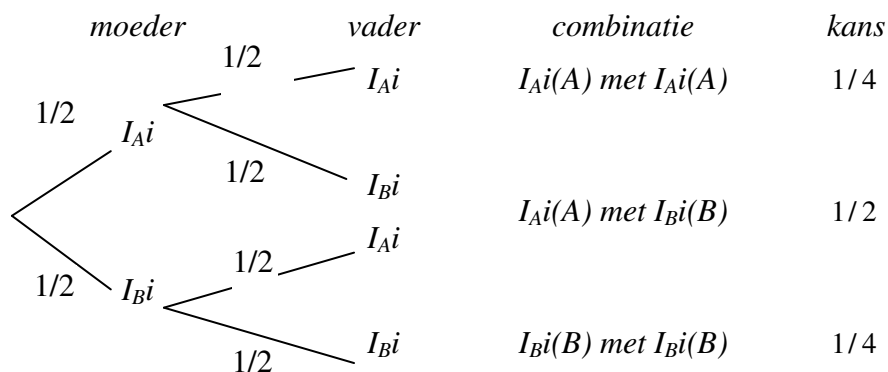 moeder vader combinatie kans
1/2
I_Ai I_Ai(A) met I_Ai(A) 1/4
1/2
I_Ai
1/2
I_Bi
I_Ai(A) met I_Bi(B) 1/2
I_Ai
1/2
1/2 I_Bi
I_Bi I_Bi(B) met I_Bi(B) 1/4
1/2